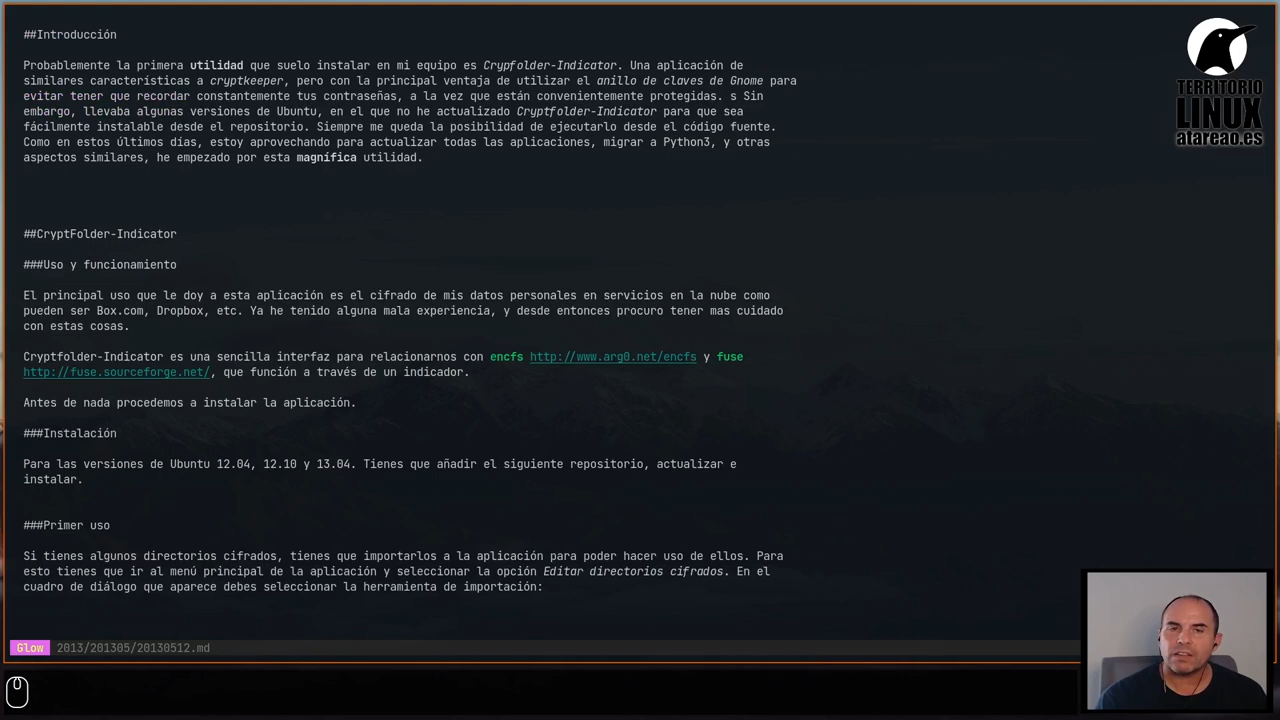 ##Introducción
Probablemente la primera utilidad que suelo instalar en mi equipo es Crypfolder-Indicator. Una aplicación de
similares características a cryptkeeper, pero con la principal ventaja de utilizar el anillo de claves de Gnome para
evitar tener que recordar constantemente tus contraseñas, a la vez que están convenientemente protegidas. s Sin
embargo, llevaba algunas versiones de Ubuntu, en el que no he actualizado Cryptfolder-Indicator para que sea
fácilmente instalable desde el repositorio. Siempre me queda la posibilidad de ejecutarlo desde el código fuente.
Como en estos últimos días, estoy aprovechando para actualizar todas las aplicaciones, migrar a Python3, y otras
aspectos similares, he empezado por esta magnífica utilidad.
##CryptFolder-Indicator
###Uso y funcionamiento
El principal uso que le doy a esta aplicación es el cifrado de mis datos personales en servicios en la nube como
pueden ser Box.com, Dropbox, etc. Ya he tenido alguna mala experiencia, y desde entonces procuro tener mas cuidado
con estas cosas.
Cryptfolder-Indicator es una sencilla interfaz para relacionarnos con encfs http://www.arg0.net/encfs y fuse
http://fuse.sourceforge.net/, que función a través de un indicador.
Antes de nada procedemos a instalar la aplicación.
###Instalación
Para las versiones de Ubuntu 12.04, 12.10 y 13.04. Tienes que añadir el siguiente repositorio, actualizar e
instalar.
###Primer uso
Si tienes algunos directorios cifrados, tienes que importarlos a la aplicación para poder hacer uso de ellos. Para
esto tienes que ir al menú principal de la aplicación y seleccionar la opción Editar directorios cifrados. En el
cuadro de diálogo que aparece debes seleccionar la herramienta de importación:
Glow 2013/201305/20130512.md
TERRITORIO
LINUX
atareao.es